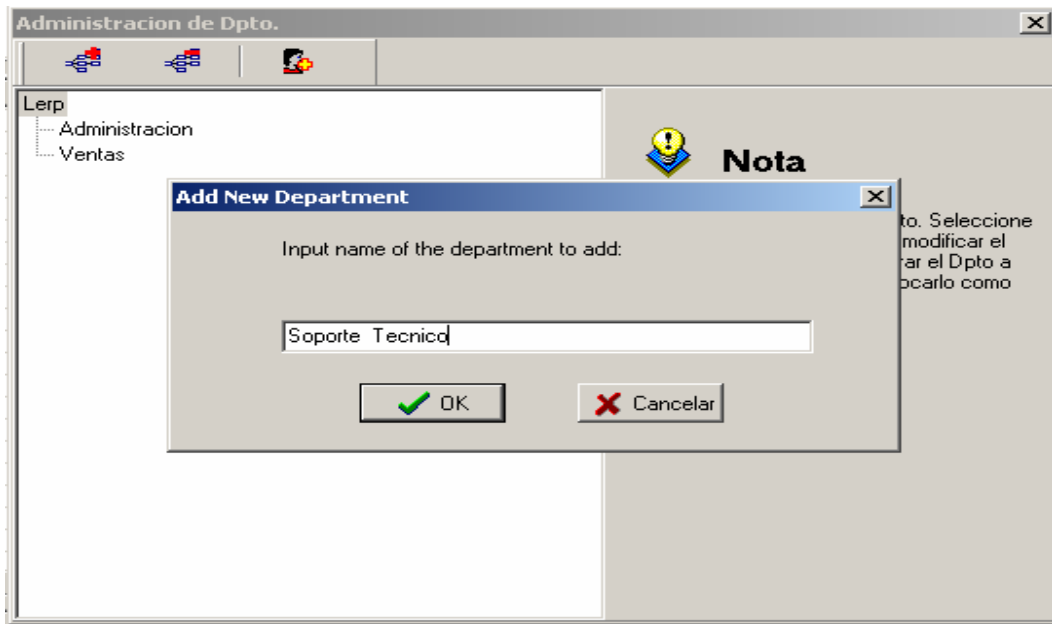 Administracion de Dpto.
Lerp
Administracion
Ventas
Nota
to. Seleccione
modificar el
rar el Dpto a
ocarlo como
Add New Department
Input name of the department to add:
Soporte Tecnico
OK
Cancelar